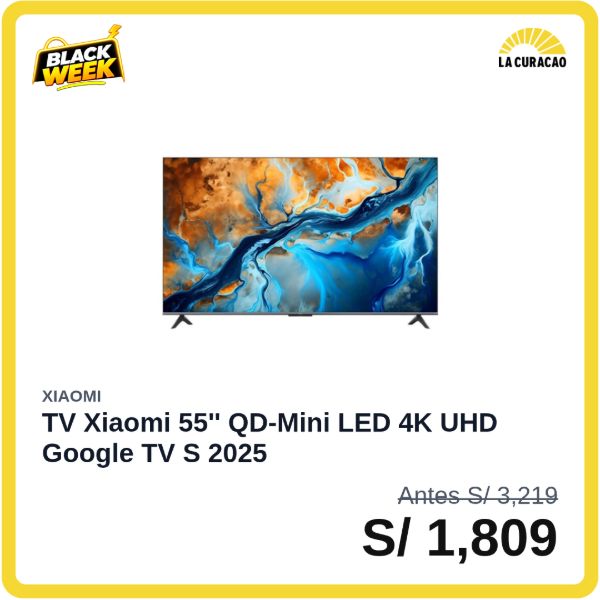 BLACK
WEEK
LA CURACAO
XIAOMI
TV Xiaomi 55'' QD-Mini LED 4K UHD
Google TV S 2025
Antes S/ 3,219
S/ 1,809